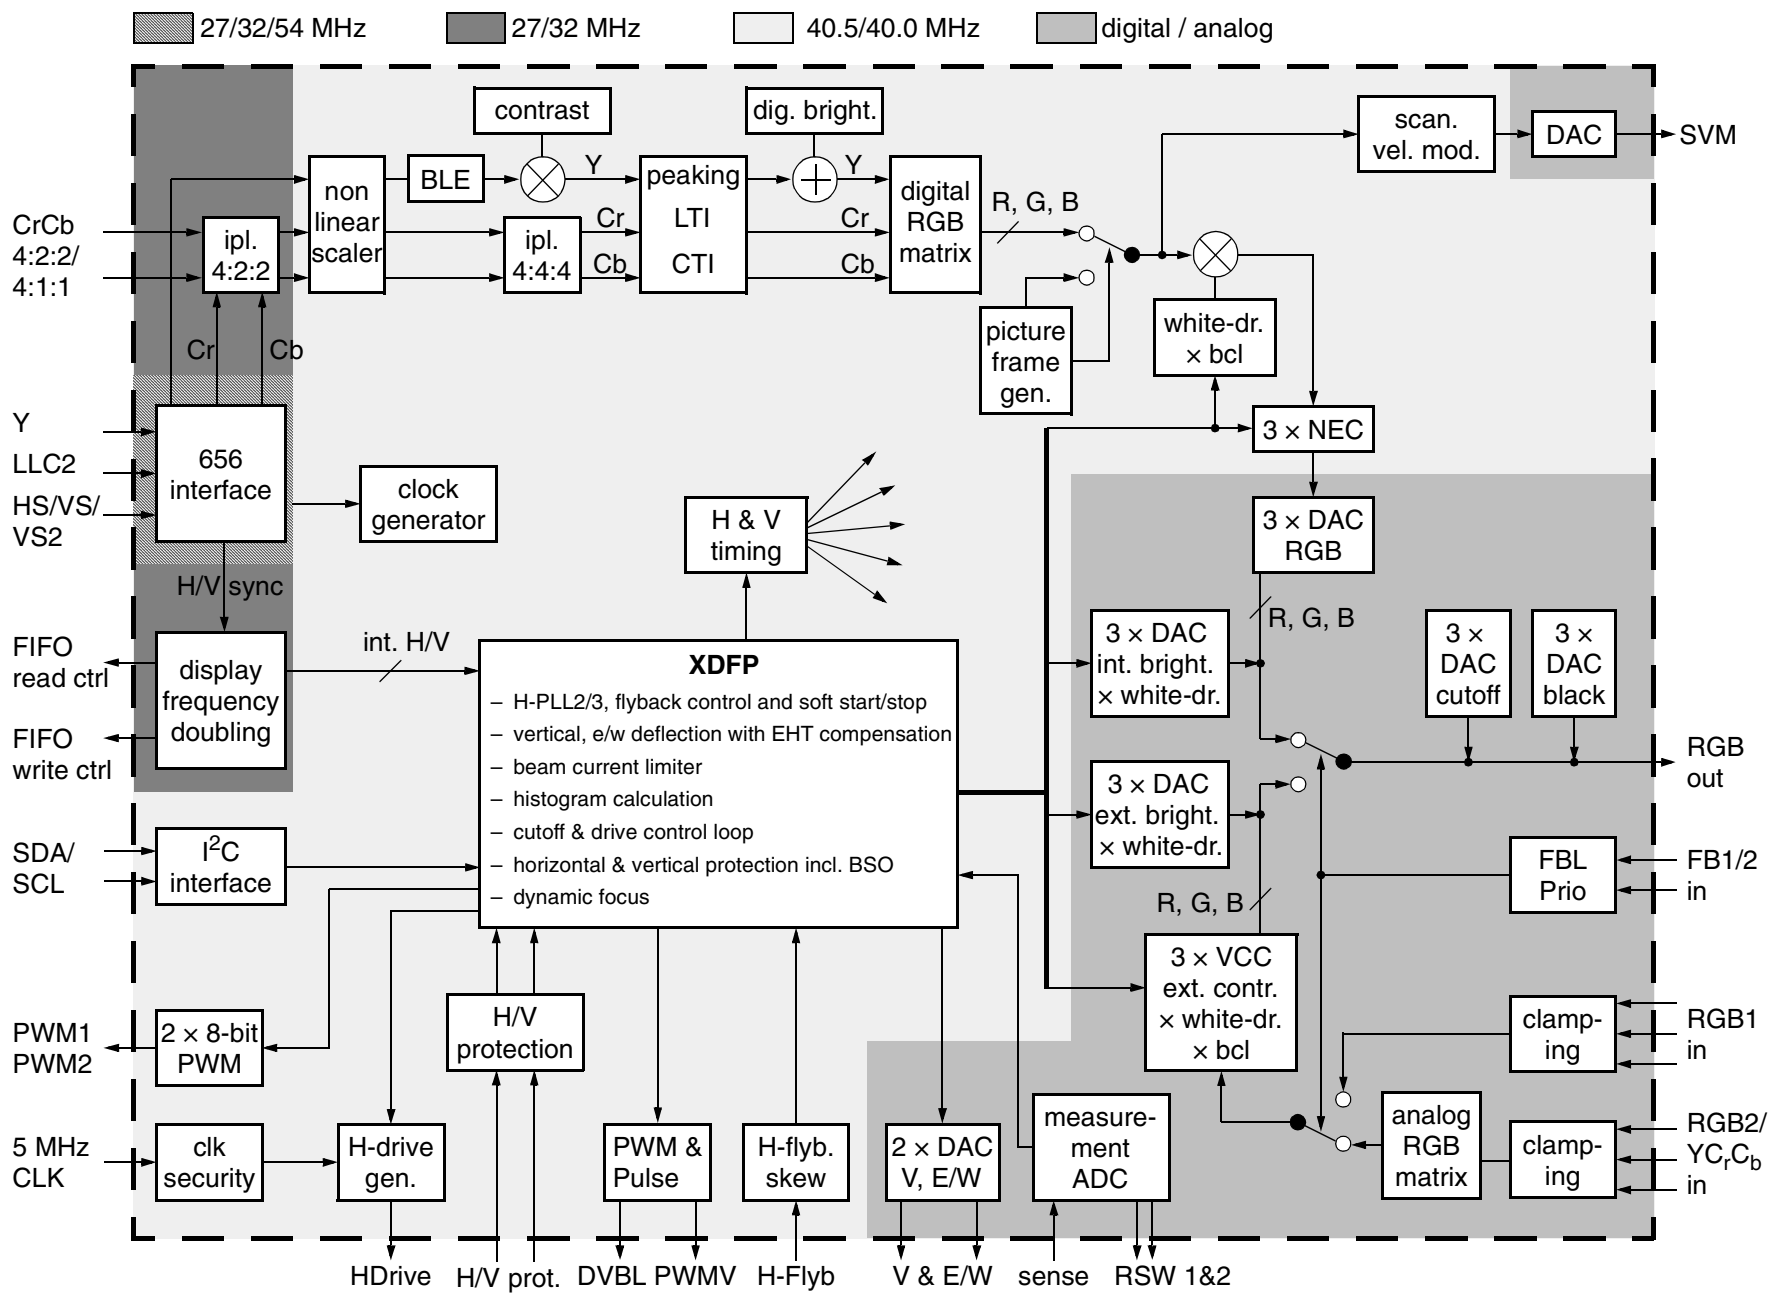 27/32/54 MHz
27/32 MHz
40.5/40.0 MHz
digital / analog
contrast
dig. bright.
scan.
vel. mod.
DAC
SVM
non
linear
scaler
BLE
Y
peaking
LTI
CTI
Y
digital
RGB
matrix
R, G, B
CrCb
4:2:2/
4:1:1
ipl.
4:2:2
ipl.
4:4:4
Cr
Cb
Cr
Cb
picture
frame
gen.
white-dr.
× bcl
Cr
Cb
Y
LLC2
HS/VS/
VS2
656
interface
clock
generator
H & V
timing
3 × NEC
3 × DAC
RGB
H/V sync
R, G, B
FIFO
read ctrl
FIFO
write ctrl
display
frequency
doubling
int. H/V
XDFP
– H-PLL2/3, flyback control and soft start/stop
– vertical, e/w deflection with EHT compensation
– beam current limiter
– histogram calculation
– cutoff & drive control loop
– horizontal & vertical protection incl. BSO
– dynamic focus
3 × DAC
int. bright.
× white-dr.
3 ×
DAC
cutoff
3 ×
DAC
black
RGB
out
3 × DAC
ext. bright.
× white-dr.
SDA/
SCL
I2C
interface
FBL
Prio
FB1/2
in
R, G, B
3 × VCC
ext. contr.
× white-dr.
× bcl
PWM1
PWM2
2 × 8-bit
PWM
H/V
protection
clamp-
ing
RGB1
in
5 MHz
CLK
clk
security
H-drive
gen.
PWM &
Pulse
H-flyb.
skew
2 × DAC
V, E/W
measure-
ment
ADC
analog
RGB
matrix
clamp-
ing
RGB2/
YCrCb
in
HDrive
H/V prot.
DVBL
PWMV
H-Flyb
V & E/W
sense
RSW 1&2